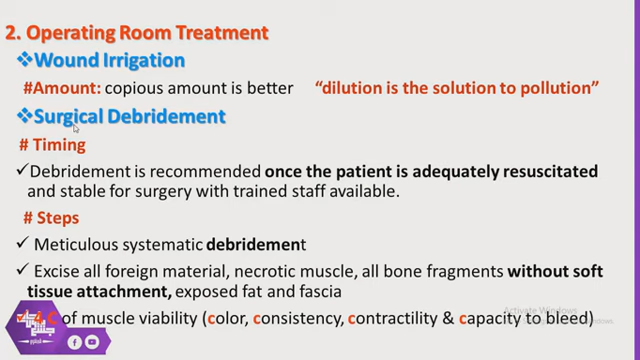 2. Operating Room Treatment
❖Wound Irrigation
#Amount: copious amount is better “dilution is the solution to pollution”
❖Surgical Debridement
# Timing
✓Debridement is recommended once the patient is adequately resuscitated
and stable for surgery with trained staff available.
# Steps
✓ Meticulous systematic debridement
✓ Excise all foreign material, necrotic muscle, all bone fragments without soft
tissue attachment, exposed fat and fascia
✓ 4 C of muscle viability (color, consistency, contractility & capacity to bleed)
Activate Windows